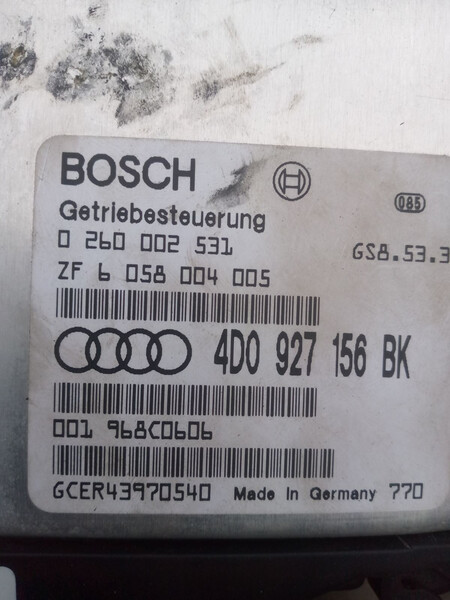 BOSCH
085
Getriebesteuerung
0 260 002 531
GS8.53.3
ZF 6 058 004 005
4D0 927 156 BK
001 968C0606
GCER43970540 Made in Germany 770